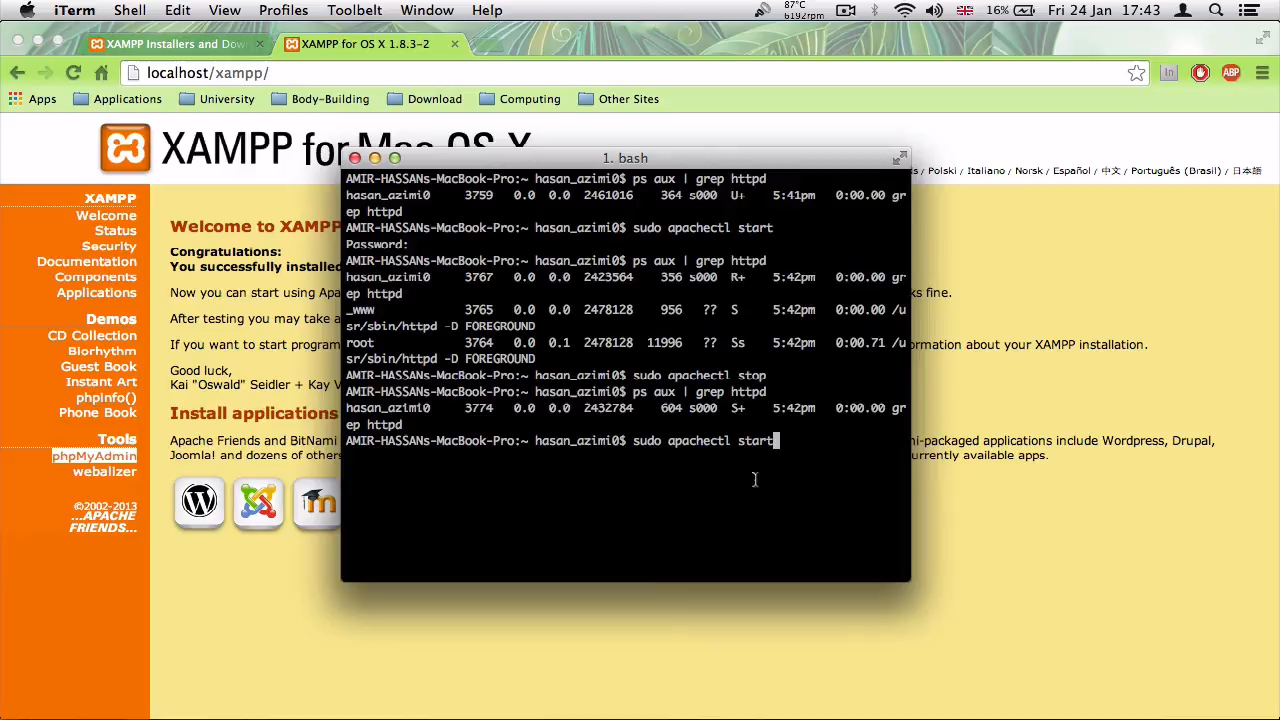 iTerm Shell Edit View Profiles Toolbelt Window Help 87°C 6192rpm 16% Fri 24 Jan 17:43
XAMPP Installers and Dow
XAMPP for OS X 1.8.3-2
localhost/xampp/
Apps Applications University Body-Building Download Computing Other Sites
XAMPP for Mac OS X
/ Polski / Italiano / Norsk / Español / 中文 / Português (Brasil) / 日本語
XAMPP
Welcome
Status
Security
Documentation
Components
Applications
Demos
CD Collection
Biorhythm
Guest Book
Instant Art
phpinfo()
Phone Book
Tools
phpMyAdmin
webalizer
©2002-2013
...APACHE
FRIENDS...
Welcome to XAMPP
Congratulations:
You successfully installed
Now you can start using Apa
ks fine.
After testing you may take a
If you want to start program
ormation about your XAMPP installation.
Good luck,
Kai "Oswald" Seidler + Kay V
Install applications
Apache Friends and BitNami
ni-packaged applications include Wordpress, Drupal,
Joomla! and dozens of others
urrently available apps.
1. bash
AMIR-HASSANs-MacBook-Pro:~ hasan_azimi0$ ps aux | grep httpd
hasan_azimi0 3759 0.0 0.0 2461016 364 s000 U+ 5:41pm 0:00.00 gr
ep httpd
AMIR-HASSANs-MacBook-Pro:~ hasan_azimi0$ sudo apachectl start
Password:
AMIR-HASSANs-MacBook-Pro:~ hasan_azimi0$ ps aux | grep httpd
hasan_azimi0 3767 0.0 0.0 2423564 356 s000 R+ 5:42pm 0:00.00 gr
ep httpd
_www 3765 0.0 0.0 2478128 956 ?? S 5:42pm 0:00.00 /u
sr/sbin/httpd -D FOREGROUND
root 3764 0.0 0.1 2478128 11996 ?? Ss 5:42pm 0:00.71 /u
sr/sbin/httpd -D FOREGROUND
AMIR-HASSANs-MacBook-Pro:~ hasan_azimi0$ sudo apachectl stop
AMIR-HASSANs-MacBook-Pro:~ hasan_azimi0$ ps aux | grep httpd
hasan_azimi0 3774 0.0 0.0 2432784 604 s000 S+ 5:42pm 0:00.00 gr
ep httpd
AMIR-HASSANs-MacBook-Pro:~ hasan_azimi0$ sudo apachectl start